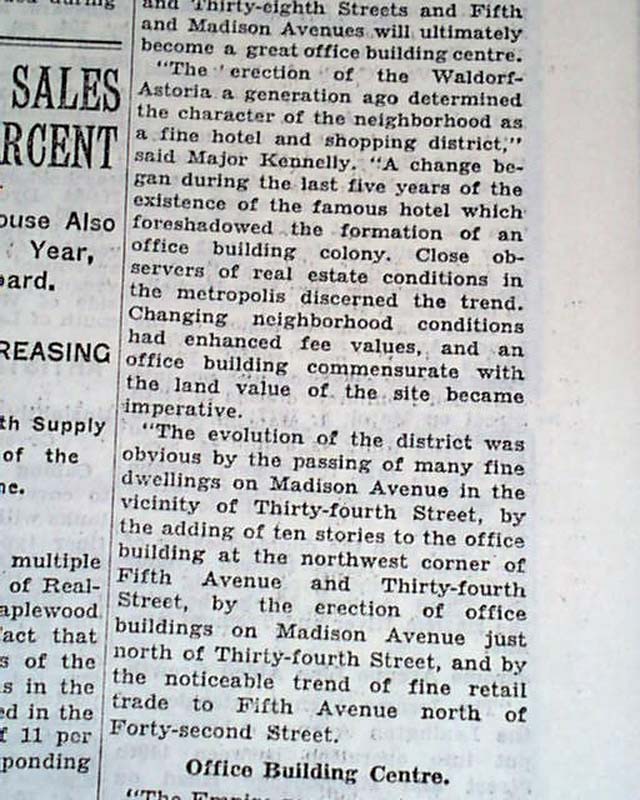 SALES
RCENT
ouse Also
Year,
oard.
REASING
th Supply
of the
ne.
multiple
of Real-
aplewood
fact that
s of the
s in the
ed in the
f 11 per
ponding
and Thirty-eighth Streets and Fifth
and Madison Avenues will ultimately
become a great office building centre.
"The erection of the Waldorf-
Astoria a generation ago determined
the character of the neighborhood as
a fine hotel and shopping district,"
said Major Kennelly. "A change be-
gan during the last five years of the
existence of the famous hotel which
foreshadowed the formation of an
office building colony. Close ob-
servers of real estate conditions in
the metropolis discerned the trend.
Changing neighborhood conditions
had enhanced fee values, and an
office building commensurate with
the land value of the site became
imperative.
"The evolution of the district was
obvious by the passing of many fine
dwellings on Madison Avenue in the
vicinity of Thirty-fourth Street, by
the adding of ten stories to the office
building at the northwest corner of
Fifth Avenue and Thirty-fourth
Street, by the erection of office
buildings on Madison Avenue just
north of Thirty-fourth Street, and by
the noticeable trend of fine retail
trade to Fifth Avenue north of
Forty-second Street.
Office Building Centre.
"The Empire